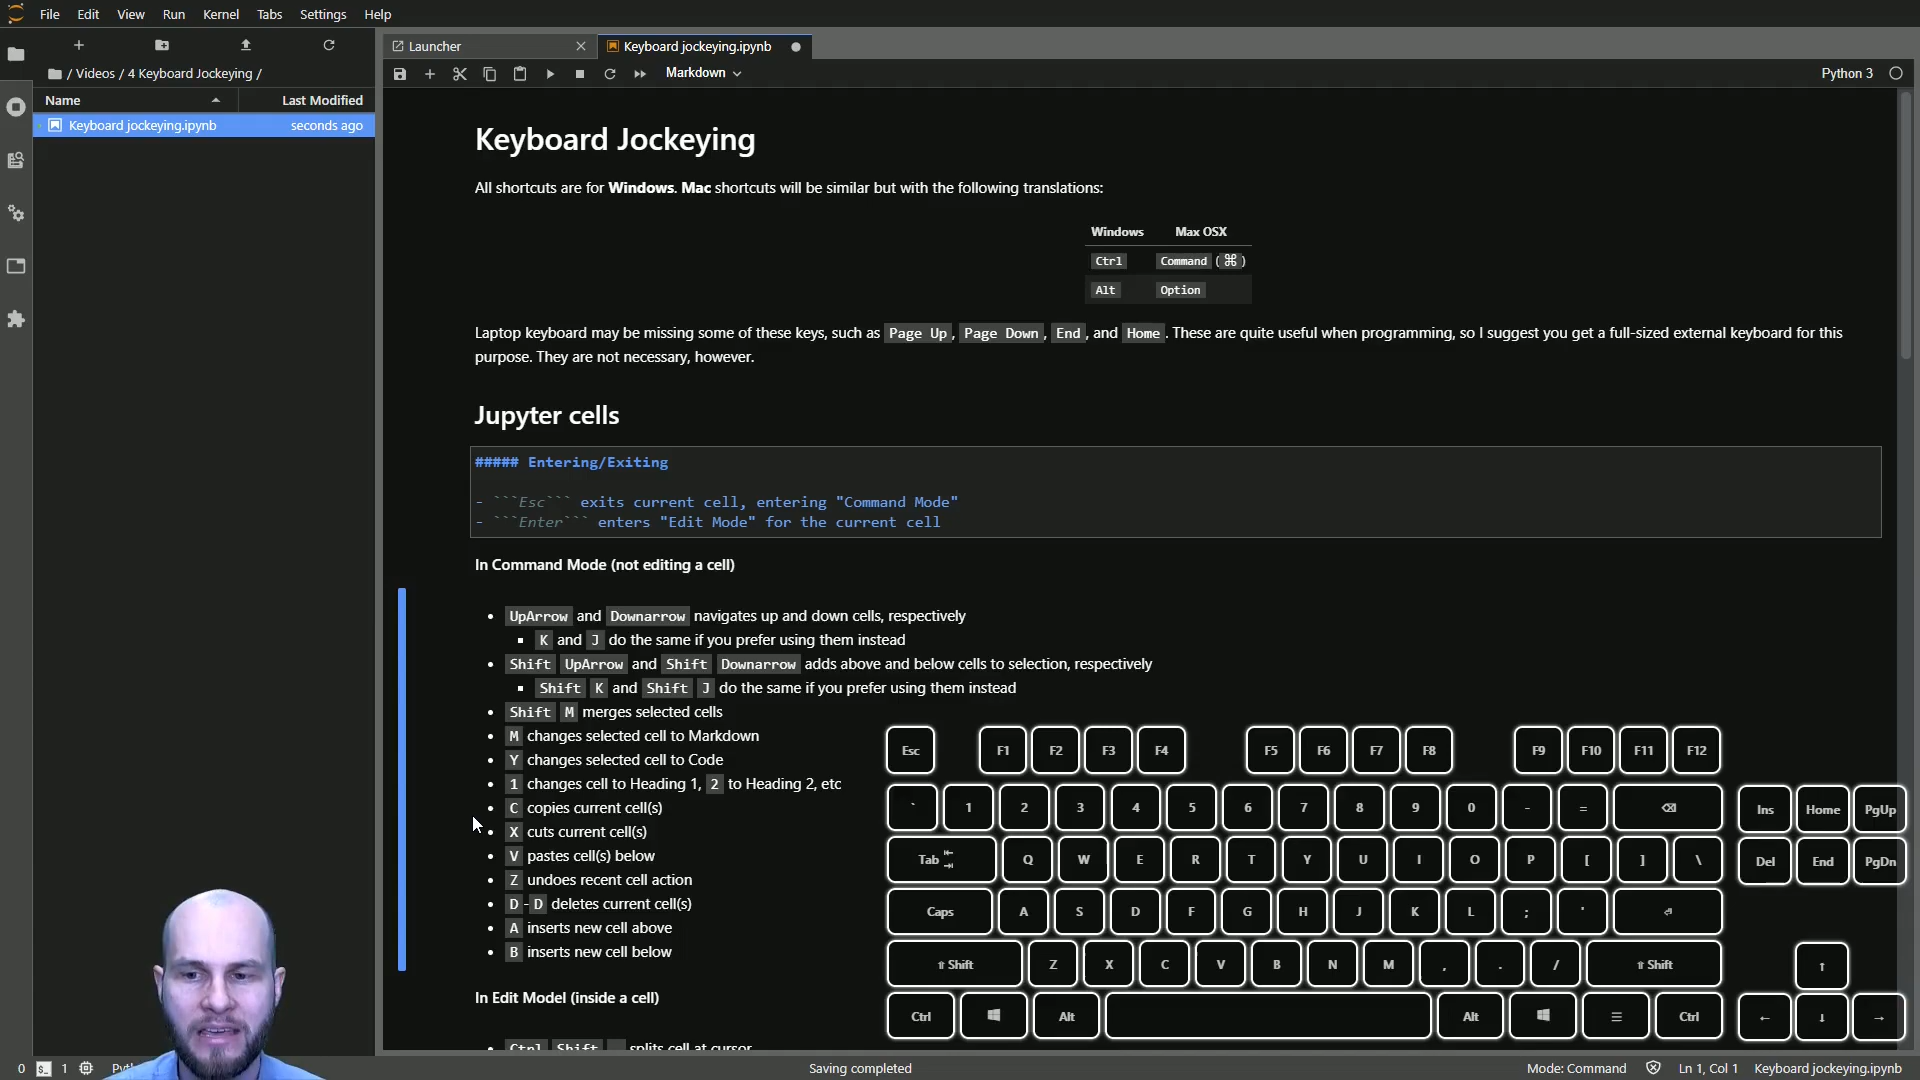 File Edit View Run Kernel Tabs Settings Help
Launcher
Keyboard jockeying.ipynb
/ Videos / 4 Keyboard Jockeying /
Markdown
Python 3
Name Last Modified
Keyboard jockeying.ipynb seconds ago
Keyboard Jockeying
All shortcuts are for Windows. Mac shortcuts will be similar but with the following translations:
Windows Max OSX
Ctrl Command (⌘)
Alt Option
Laptop keyboard may be missing some of these keys, such as Page Up, Page Down, End, and Home. These are quite useful when programming, so I suggest you get a full-sized external keyboard for this
purpose. They are not necessary, however.
Jupyter cells
##### Entering/Exiting
- ```Esc``` exits current cell, entering "Command Mode"
- ```Enter``` enters "Edit Mode" for the current cell
In Command Mode (not editing a cell)
• UpArrow and Downarrow navigates up and down cells, respectively
▪ K and J do the same if you prefer using them instead
• Shift UpArrow and Shift Downarrow adds above and below cells to selection, respectively
▪ Shift K and Shift J do the same if you prefer using them instead
• Shift M merges selected cells
• M changes selected cell to Markdown
• Y changes selected cell to Code
• 1 changes cell to Heading 1, 2 to Heading 2, etc
• C copies current cell(s)
• X cuts current cell(s)
• V pastes cell(s) below
• Z undoes recent cell action
• D-D deletes current cell(s)
• A inserts new cell above
• B inserts new cell below
In Edit Model (inside a cell)
• Ctrl Shift _ splits cell at cursor
Esc F1 F2 F3 F4 F5 F6 F7 F8 F9 F10 F11 F12
` 1 2 3 4 5 6 7 8 9 0 - = ⌫ Ins Home PgUp
Tab Q W E R T Y U I O P [ ] \ Del End PgDn
Caps A S D F G H J K L ; '
⇧ Shift Z X C V B N M , . / ⇧ Shift ↑
Ctrl Alt Alt ☰ Ctrl ← ↓ →
0 1 Pyth
Saving completed
Mode: Command
Ln 1, Col 1
Keyboard jockeying.ipynb